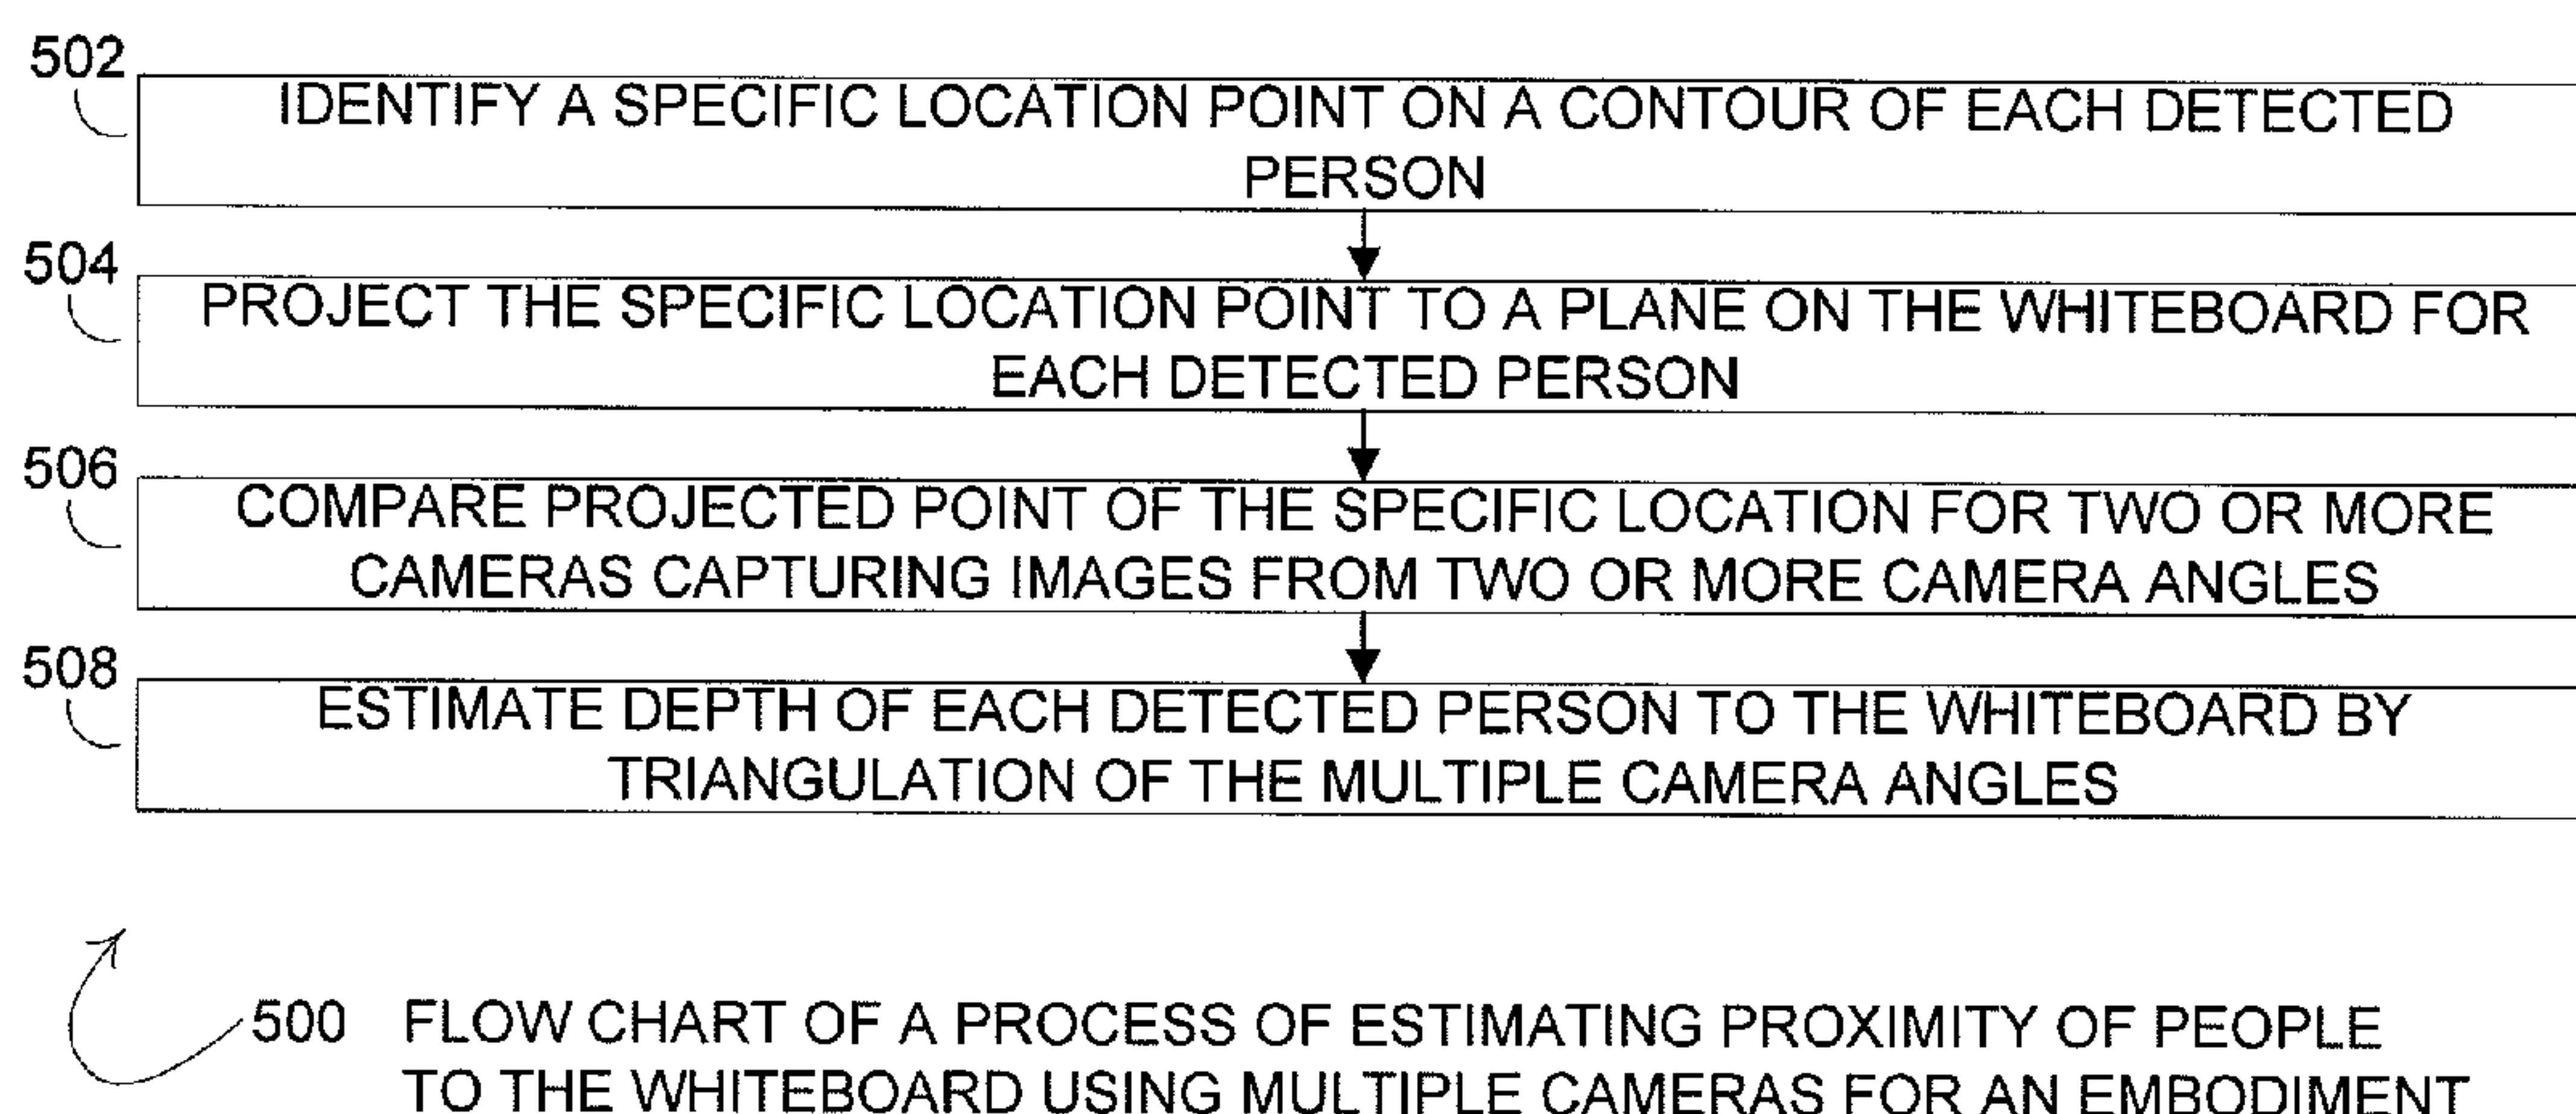 502
IDENTIFY A SPECIFIC LOCATION POINT ON A CONTOUR OF EACH DETECTED
PERSON
504
PROJECT THE SPECIFIC LOCATION POINT TO A PLANE ON THE WHITEBOARD FOR
EACH DETECTED PERSON
506
COMPARE PROJECTED POINT OF THE SPECIFIC LOCATION FOR TWO OR MORE
CAMERAS CAPTURING IMAGES FROM TWO OR MORE CAMERA ANGLES
508
ESTIMATE DEPTH OF EACH DETECTED PERSON TO THE WHITEBOARD BY
TRIANGULATION OF THE MULTIPLE CAMERA ANGLES
500 FLOW CHART OF A PROCESS OF ESTIMATING PROXIMITY OF PEOPLE
TO THE WHITEBOARD USING MULTIPLE CAMERAS FOR AN EMBODIMENT